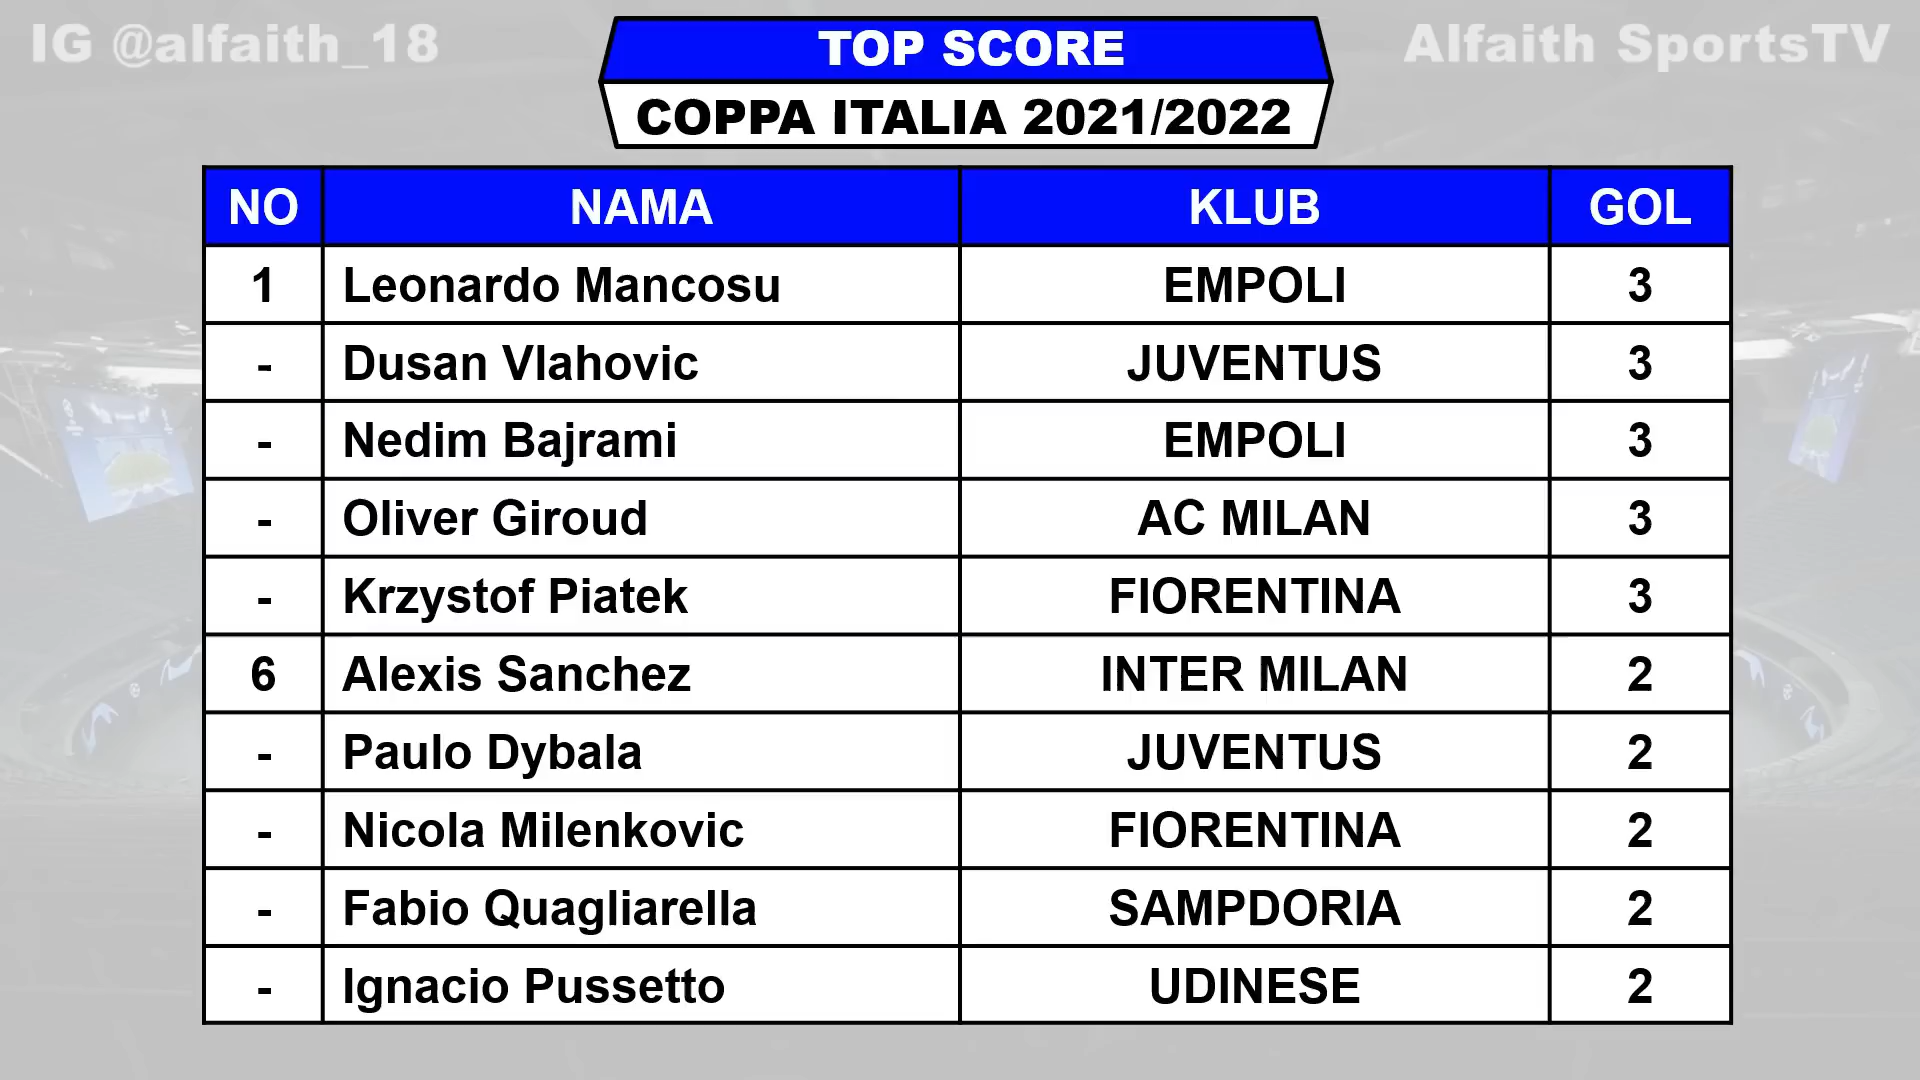 IG @alfaith_18
TOP SCORE
Alfaith SportsTV
COPPA ITALIA 2021/2022
NO NAMA KLUB GOL
1 Leonardo Mancosu EMPOLI 3
- Dusan Vlahovic JUVENTUS 3
- Nedim Bajrami EMPOLI 3
- Oliver Giroud AC MILAN 3
- Krzystof Piatek FIORENTINA 3
6 Alexis Sanchez INTER MILAN 2
- Paulo Dybala JUVENTUS 2
- Nicola Milenkovic FIORENTINA 2
- Fabio Quagliarella SAMPDORIA 2
- Ignacio Pussetto UDINESE 2